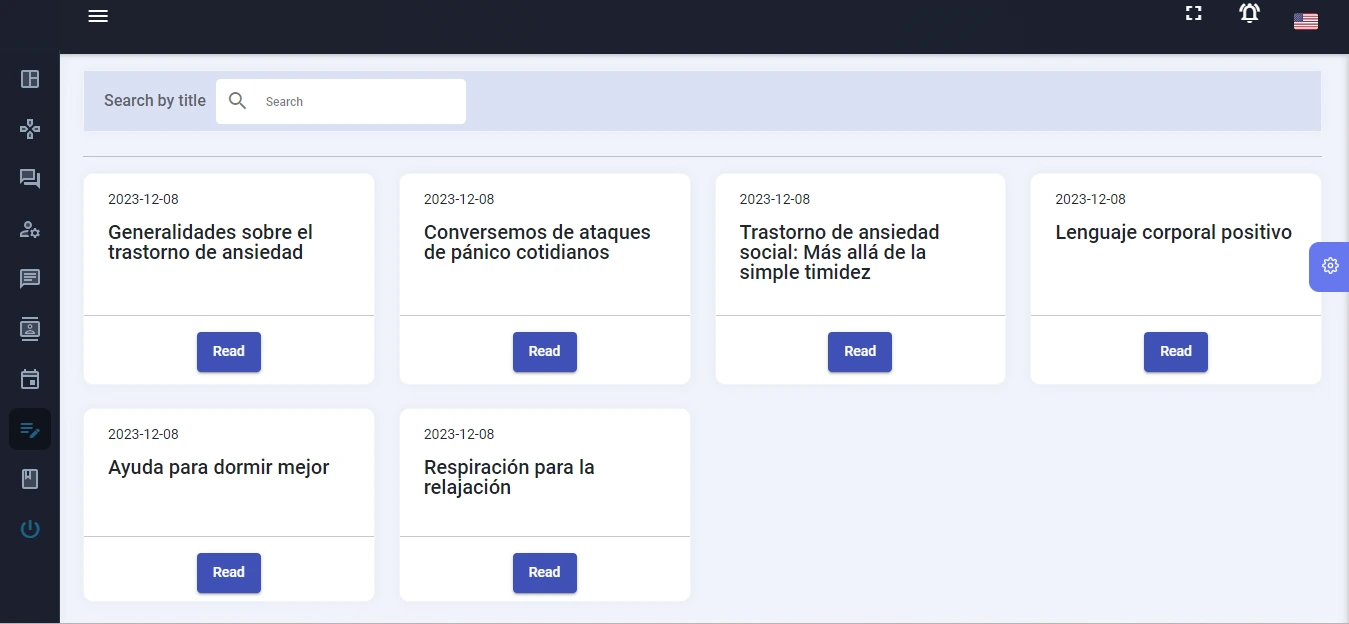 Search by title
Search
2023-12-08
Generalidades sobre el
trastorno de ansiedad
Read
2023-12-08
Conversemos de ataques
de pánico cotidianos
Read
2023-12-08
Trastorno de ansiedad
social: Más allá de la
simple timidez
Read
2023-12-08
Lenguaje corporal positivo
Read
2023-12-08
Ayuda para dormir mejor
Read
2023-12-08
Respiración para la
relajación
Read